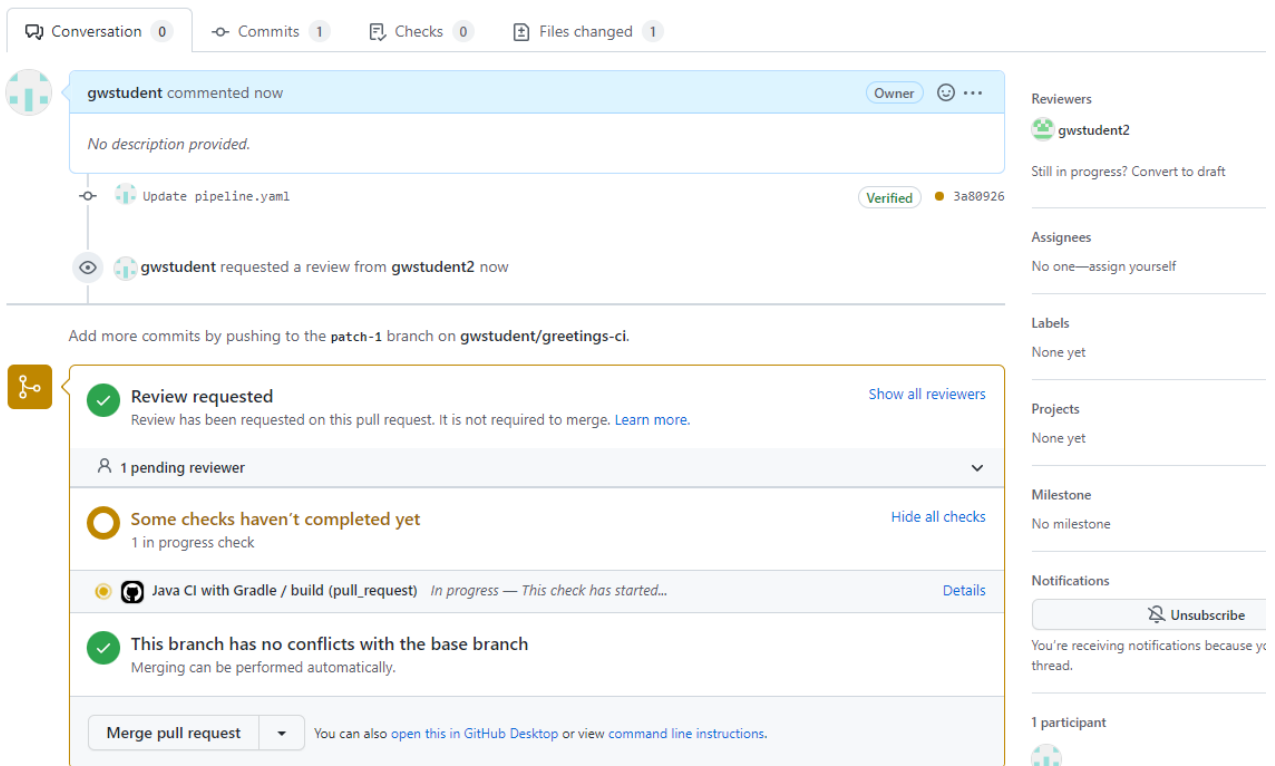 Conversation 0 Commits 1 Checks 0 Files changed 1
gwstudent commented now Owner
No description provided.
Update pipeline.yaml Verified 3a80926
gwstudent requested a review from gwstudent2 now
Add more commits by pushing to the patch-1 branch on gwstudent/greetings-ci.
Review requested Show all reviewers
Review has been requested on this pull request. It is not required to merge. Learn more.
1 pending reviewer
Some checks haven't completed yet Hide all checks
1 in progress check
Java CI with Gradle / build (pull_request) In progress — This check has started... Details
This branch has no conflicts with the base branch
Merging can be performed automatically.
Merge pull request You can also open this in GitHub Desktop or view command line instructions.
Reviewers
gwstudent2
Still in progress? Convert to draft
Assignees
No one—assign yourself
Labels
None yet
Projects
None yet
Milestone
No milestone
Notifications
Unsubscribe
You're receiving notifications because
thread.
1 participant